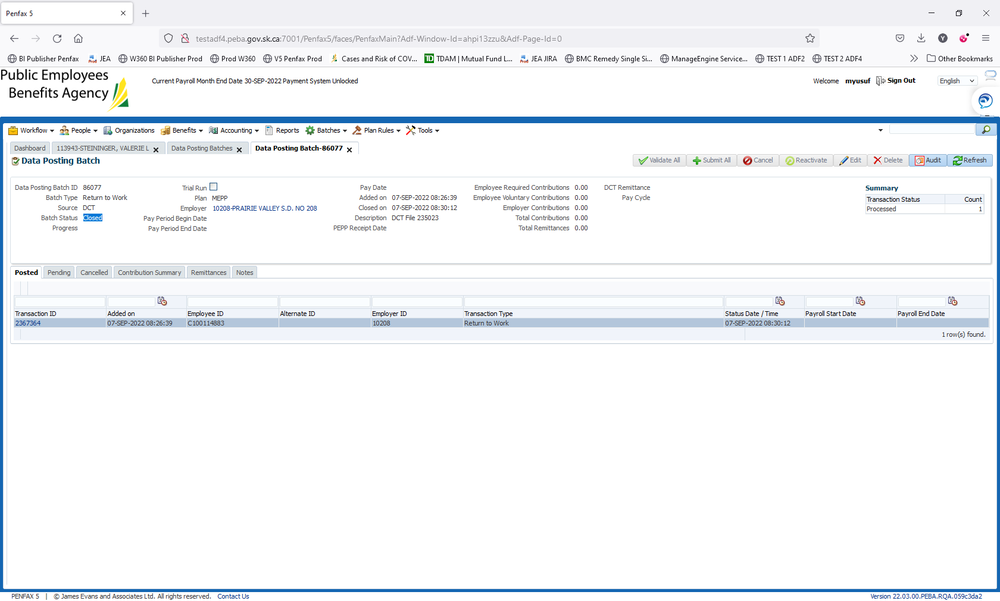 Penfax 5
testadf4.peba.gov.sk.ca:7001/Penfax5/faces/PenfaxMain?Adf-Window-Id=ahpi13zzu&Adf-Page-Id=0
BI Publisher Penfax JEA W360 BI Publisher Prod Prod W360 V5 Penfax Prod Cases and Risk of COV... TDAM | Mutual Fund L... JEA JIRA BMC Remedy Single Si... ManageEngine Service... TEST 1 ADF2 TEST 2 ADF4 Other Bookmarks
Public Employees
Benefits Agency
Current Payroll Month End Date 30-SEP-2022 Payment System Unlocked
Welcome myusuf Sign Out English
Workflow People Organizations Benefits Accounting Reports Batches Plan Rules Tools
Dashboard 113943-STEININGER, VALERIE L Data Posting Batches Data Posting Batch-86077
Data Posting Batch
Validate All Submit All Cancel Reactivate Edit Delete Audit Refresh
Data Posting Batch ID 86077
Batch Type Return to Work
Source DCT
Batch Status Closed
Progress
Trial Run
Plan MEPP
Employer 10208-PRAIRIE VALLEY S.D. NO 208
Pay Period Begin Date
Pay Period End Date
Pay Date
Added on 07-SEP-2022 08:26:39
Closed on 07-SEP-2022 08:30:12
Description DCT File 235023
PEPP Receipt Date
Employee Required Contributions 0.00
Employee Voluntary Contributions 0.00
Employer Contributions 0.00
Total Contributions 0.00
Total Remittances 0.00
DCT Remittance
Pay Cycle
Summary
Transaction Status Count
Processed 1
Posted Pending Cancelled Contribution Summary Remittances Notes
Transaction ID Added on Employee ID Alternate ID Employer ID Transaction Type Status Date / Time Payroll Start Date Payroll End Date
2367364 07-SEP-2022 08:26:39 C100114883 10208 Return to Work 07-SEP-2022 08:30:12
1 row(s) found.
PENFAX 5 | © James Evans and Associates Ltd. All rights reserved. Contact Us
Version 22.03.00.PEBA.RQA.059c3da2